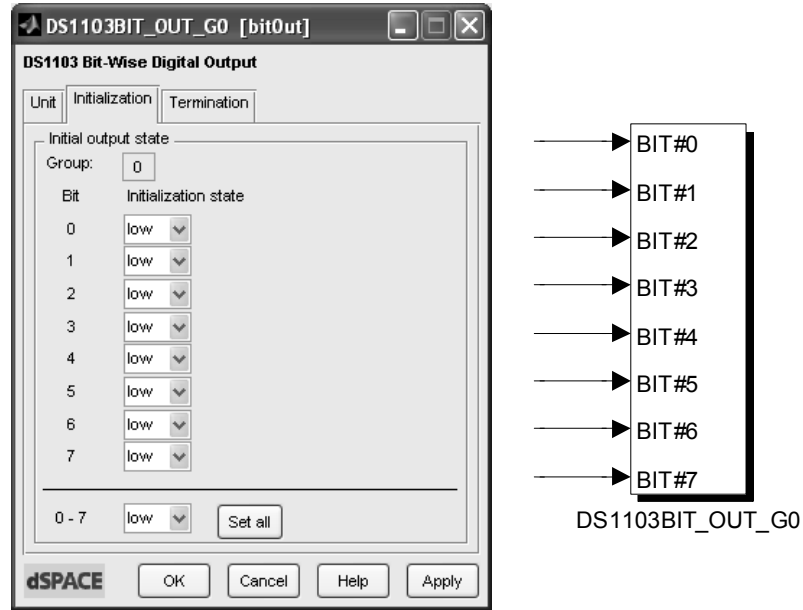 DS1103BIT_OUT_G0 [bitOut]
DS1103 Bit-Wise Digital Output
Unit Initialization Termination
Initial output state
Group: 0
Bit Initialization state
0 low
1 low
2 low
3 low
4 low
5 low
6 low
7 low
0 - 7 low Set all
dSPACE OK Cancel Help Apply
BIT#0
BIT#1
BIT#2
BIT#3
BIT#4
BIT#5
BIT#6
BIT#7
DS1103BIT_OUT_G0